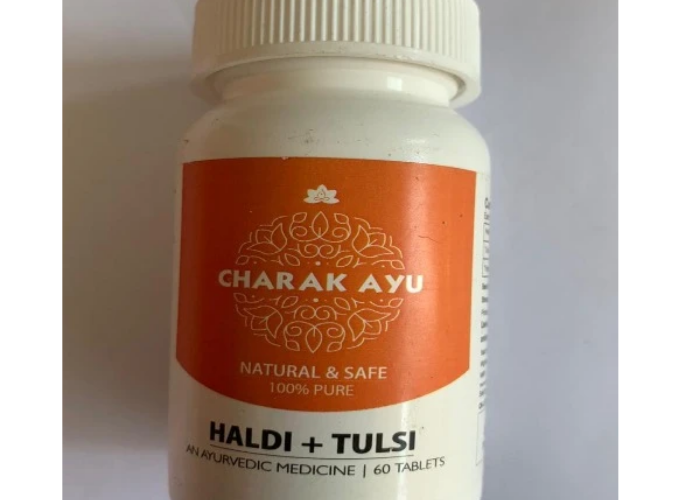 CHARAK AYU
NATURAL & SAFE
100% PURE
HALDI + TULSI
AN AYURVEDIC MEDICINE | 60 TABLETS